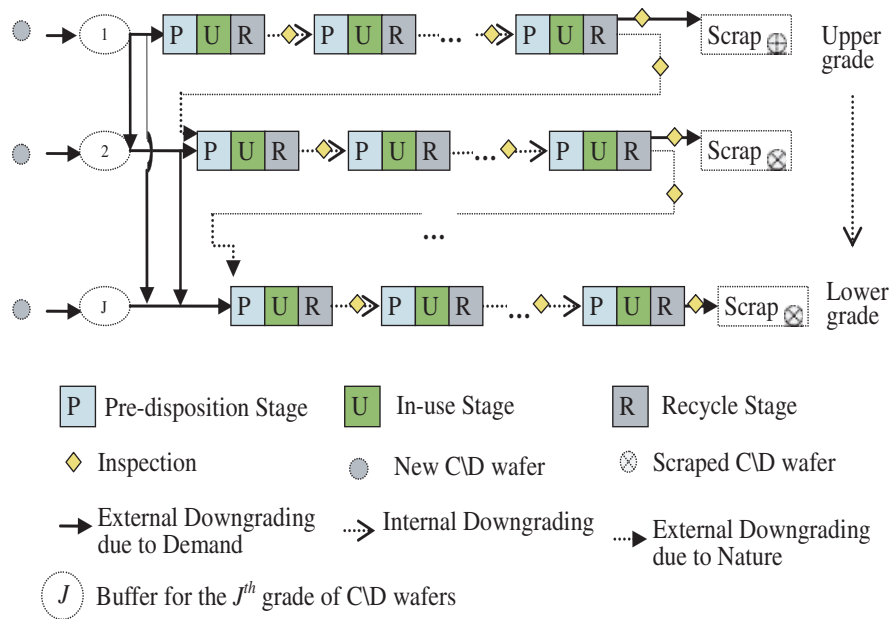 1 P U R P U R ... P U R Scrap Upper
grade
2 P U R P U R ... P U R Scrap
...
J P U R P U R ... P U R Scrap Lower
grade
P Pre-disposition Stage U In-use Stage R Recycle Stage
Inspection New C\D wafer Scraped C\D wafer
External Downgrading Internal Downgrading External Downgrading
due to Demand due to Nature
J Buffer for the Jth grade of C\D wafers